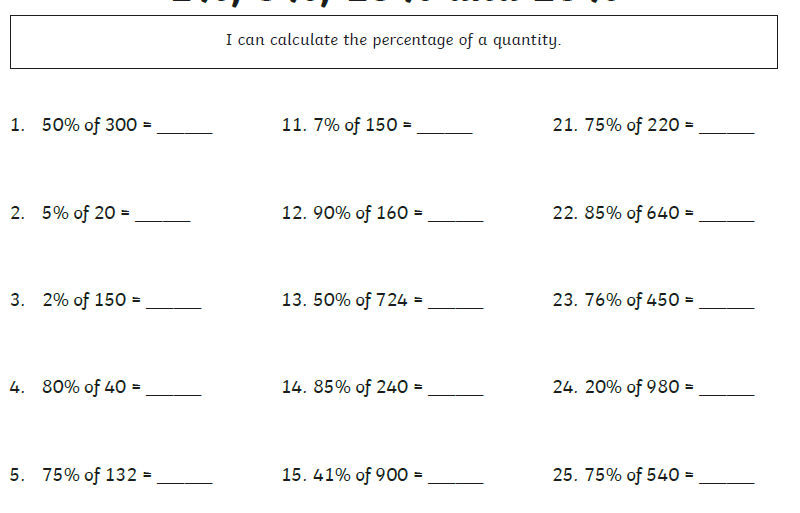 I can calculate the percentage of a quantity.
1. 50% of 300 = ______ 11. 7% of 150 = ______ 21. 75% of 220 = ______
2. 5% of 20 = ______ 12. 90% of 160 = ______ 22. 85% of 640 = ______
3. 2% of 150 = ______ 13. 50% of 724 = ______ 23. 76% of 450 = ______
4. 80% of 40 = ______ 14. 85% of 240 = ______ 24. 20% of 980 = ______
5. 75% of 132 = ______ 15. 41% of 900 = ______ 25. 75% of 540 = ______